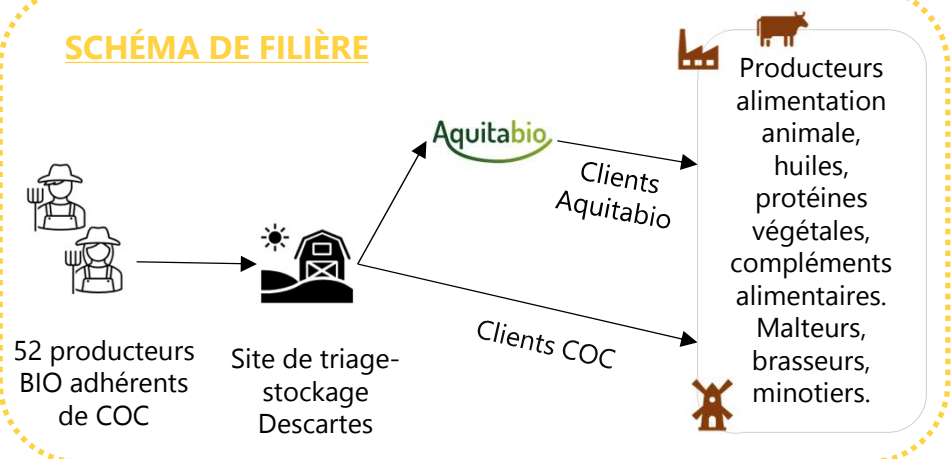 SCHÉMA DE FILIÈRE
52 producteurs
BIO adhérents
de COC
Site de triage-
stockage
Descartes
Aquitabio
Clients
Aquitabio
Clients COC
Producteurs
alimentation
animale,
huiles,
protéines
végétales,
compléments
alimentaires.
Malteurs,
brasseurs,
minotiers.